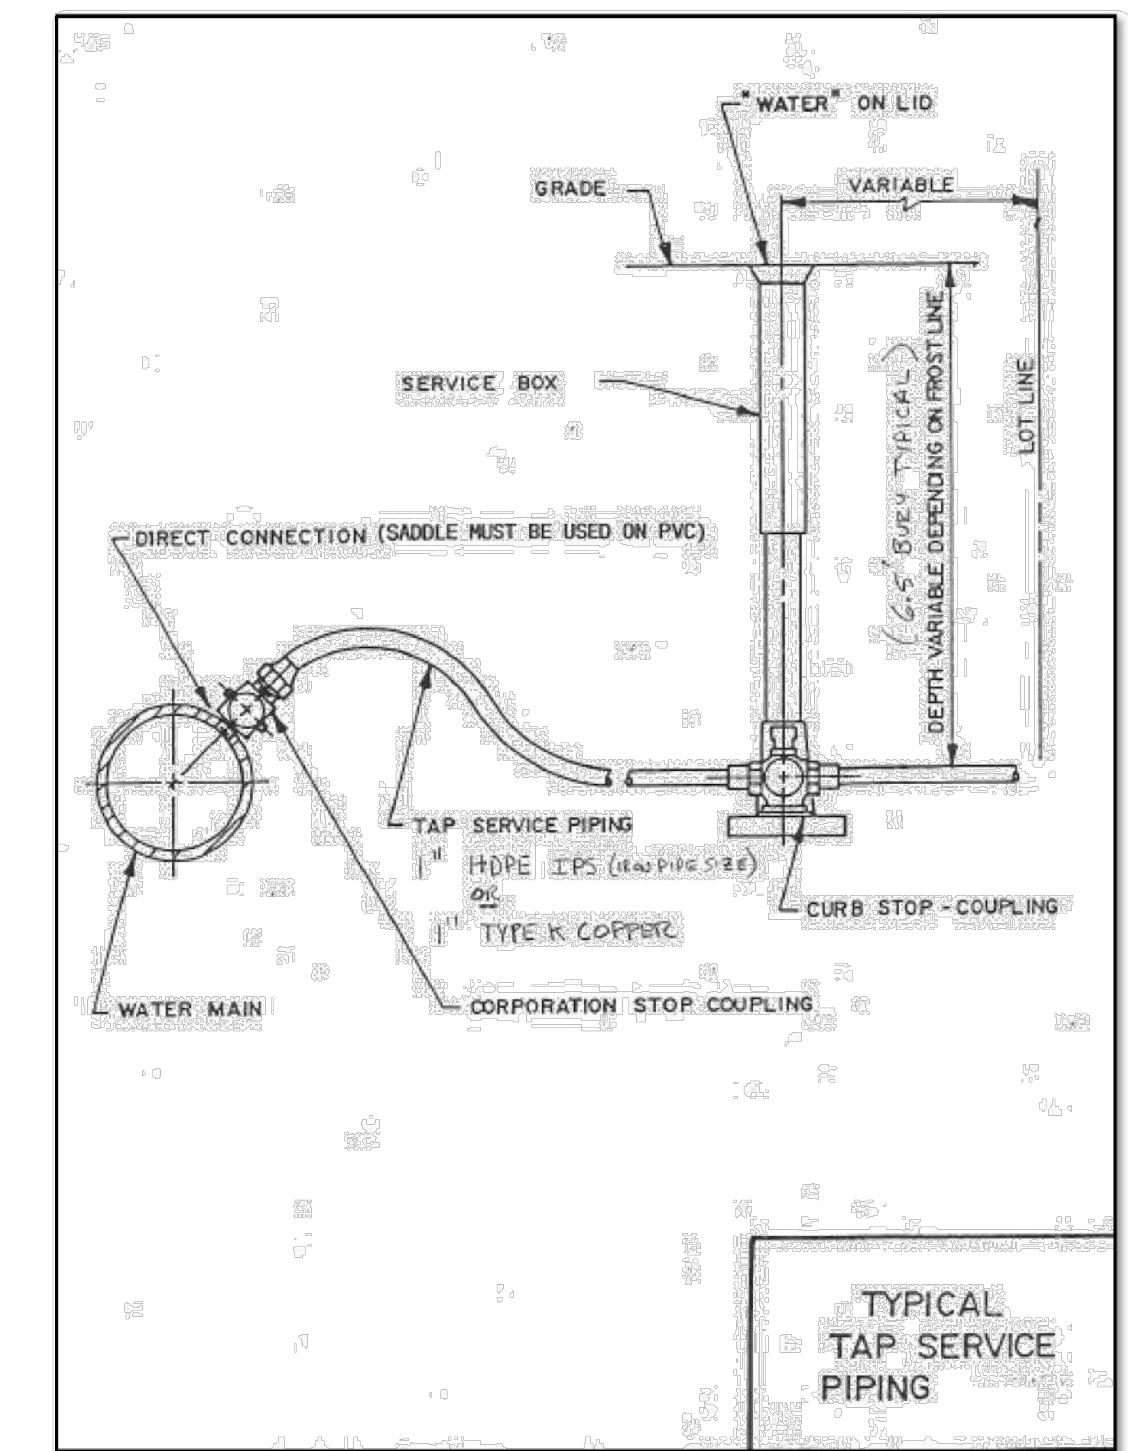 "WATER" ON LID
GRADE
VARIABLE
SERVICE BOX
(6.5' BURY TYPICAL)
DEPTH VARIABLE DEPENDING ON FROST LINE
LOT LINE
DIRECT CONNECTION (SADDLE MUST BE USED ON PVC)
TAP SERVICE PIPING
1" HDPE IPS (IRON PIPE SIZE)
OR
1" TYPE K COPPER
CURB STOP - COUPLING
WATER MAIN
CORPORATION STOP COUPLING
TYPICAL
TAP SERVICE
PIPING